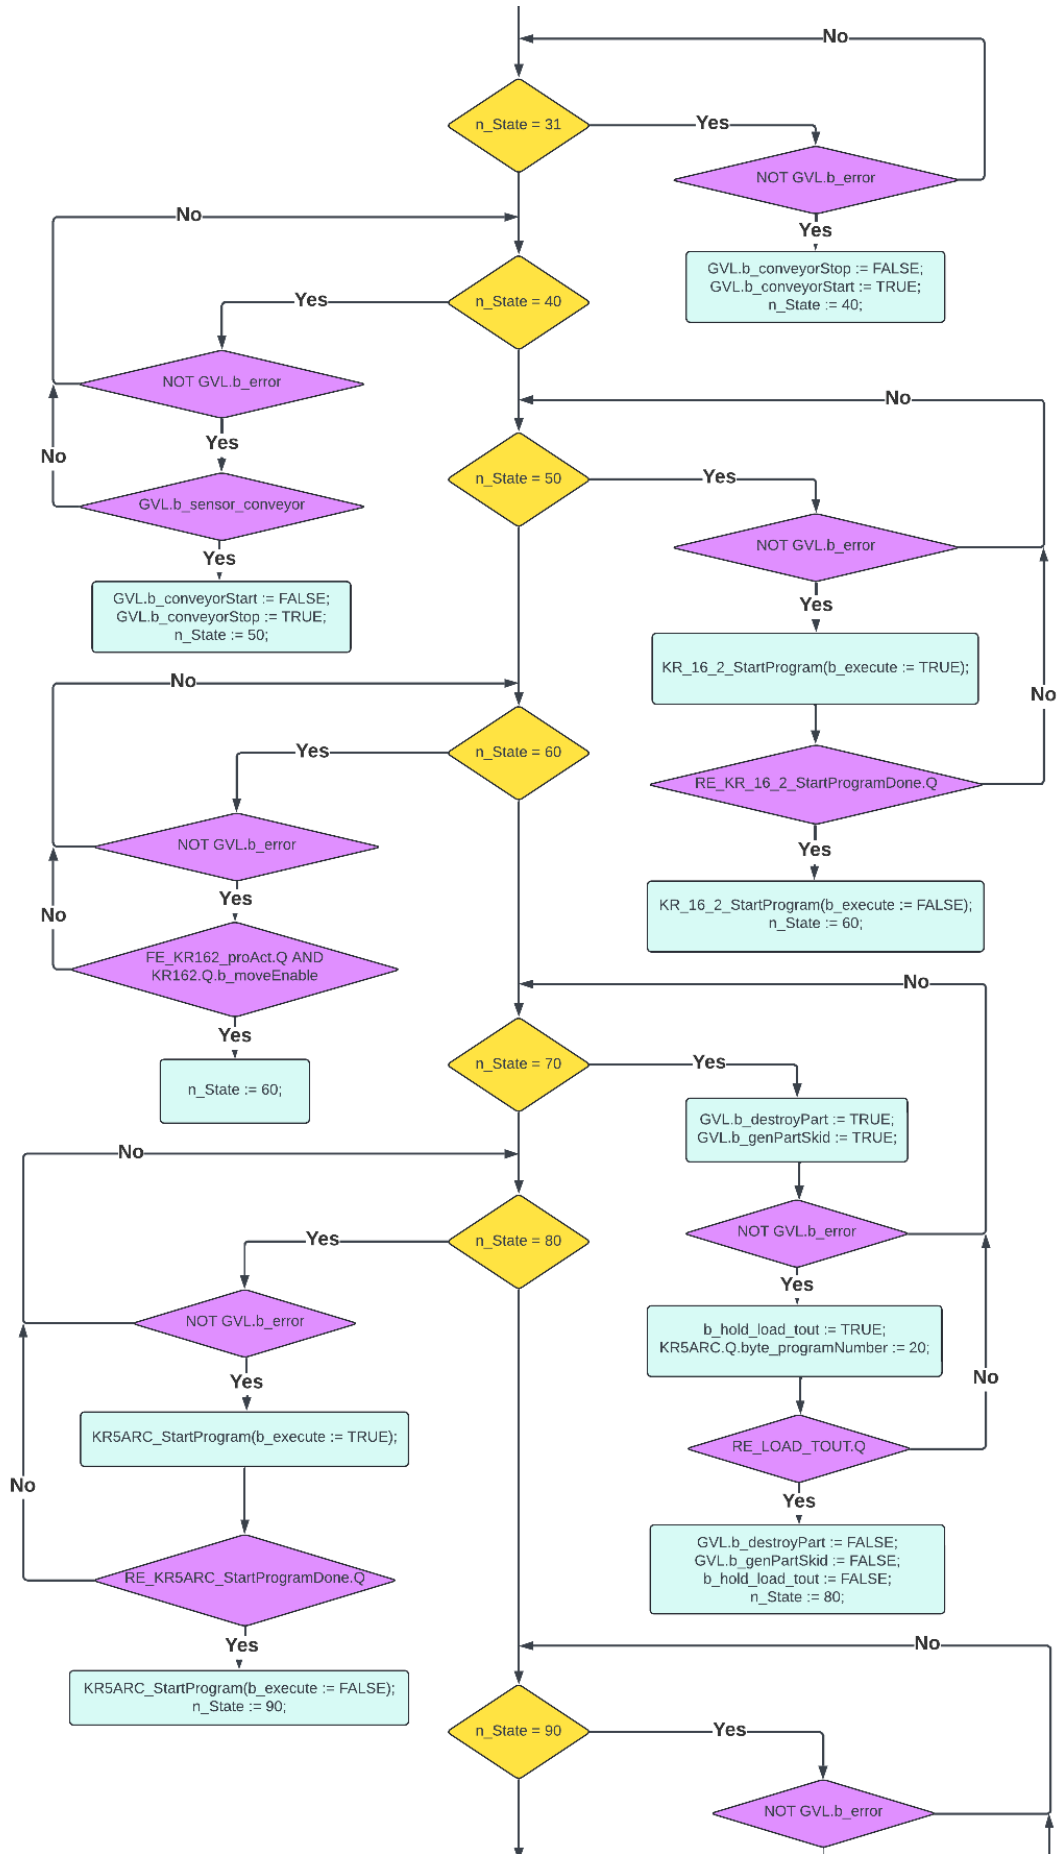 No
n_State = 31
Yes
NOT GVL.b_error
Yes
GVL.b_conveyorStop := FALSE;
GVL.b_conveyorStart := TRUE;
n_State := 40;
No
n_State = 40
Yes
NOT GVL.b_error
Yes
No
GVL.b_sensor_conveyor
Yes
GVL.b_conveyorStart := FALSE;
GVL.b_conveyorStop := TRUE;
n_State := 50;
No
n_State = 50
Yes
NOT GVL.b_error
Yes
KR_16_2_StartProgram(b_execute := TRUE);
No
RE_KR_16_2_StartProgramDone.Q
Yes
KR_16_2_StartProgram(b_execute := FALSE);
n_State := 60;
No
n_State = 60
Yes
NOT GVL.b_error
Yes
No
FE_KR162_proAct.Q AND
KR162.Q.b_moveEnable
Yes
n_State := 60;
No
n_State = 70
Yes
GVL.b_destroyPart := TRUE;
GVL.b_genPartSkid := TRUE;
NOT GVL.b_error
Yes
b_hold_load_tout := TRUE;
KR5ARC.Q.byte_programNumber := 20;
No
RE_LOAD_TOUT.Q
Yes
GVL.b_destroyPart := FALSE;
GVL.b_genPartSkid := FALSE;
b_hold_load_tout := FALSE;
n_State := 80;
No
n_State = 80
Yes
NOT GVL.b_error
Yes
KR5ARC_StartProgram(b_execute := TRUE);
No
RE_KR5ARC_StartProgramDone.Q
Yes
KR5ARC_StartProgram(b_execute := FALSE);
n_State := 90;
No
n_State = 90
Yes
NOT GVL.b_error